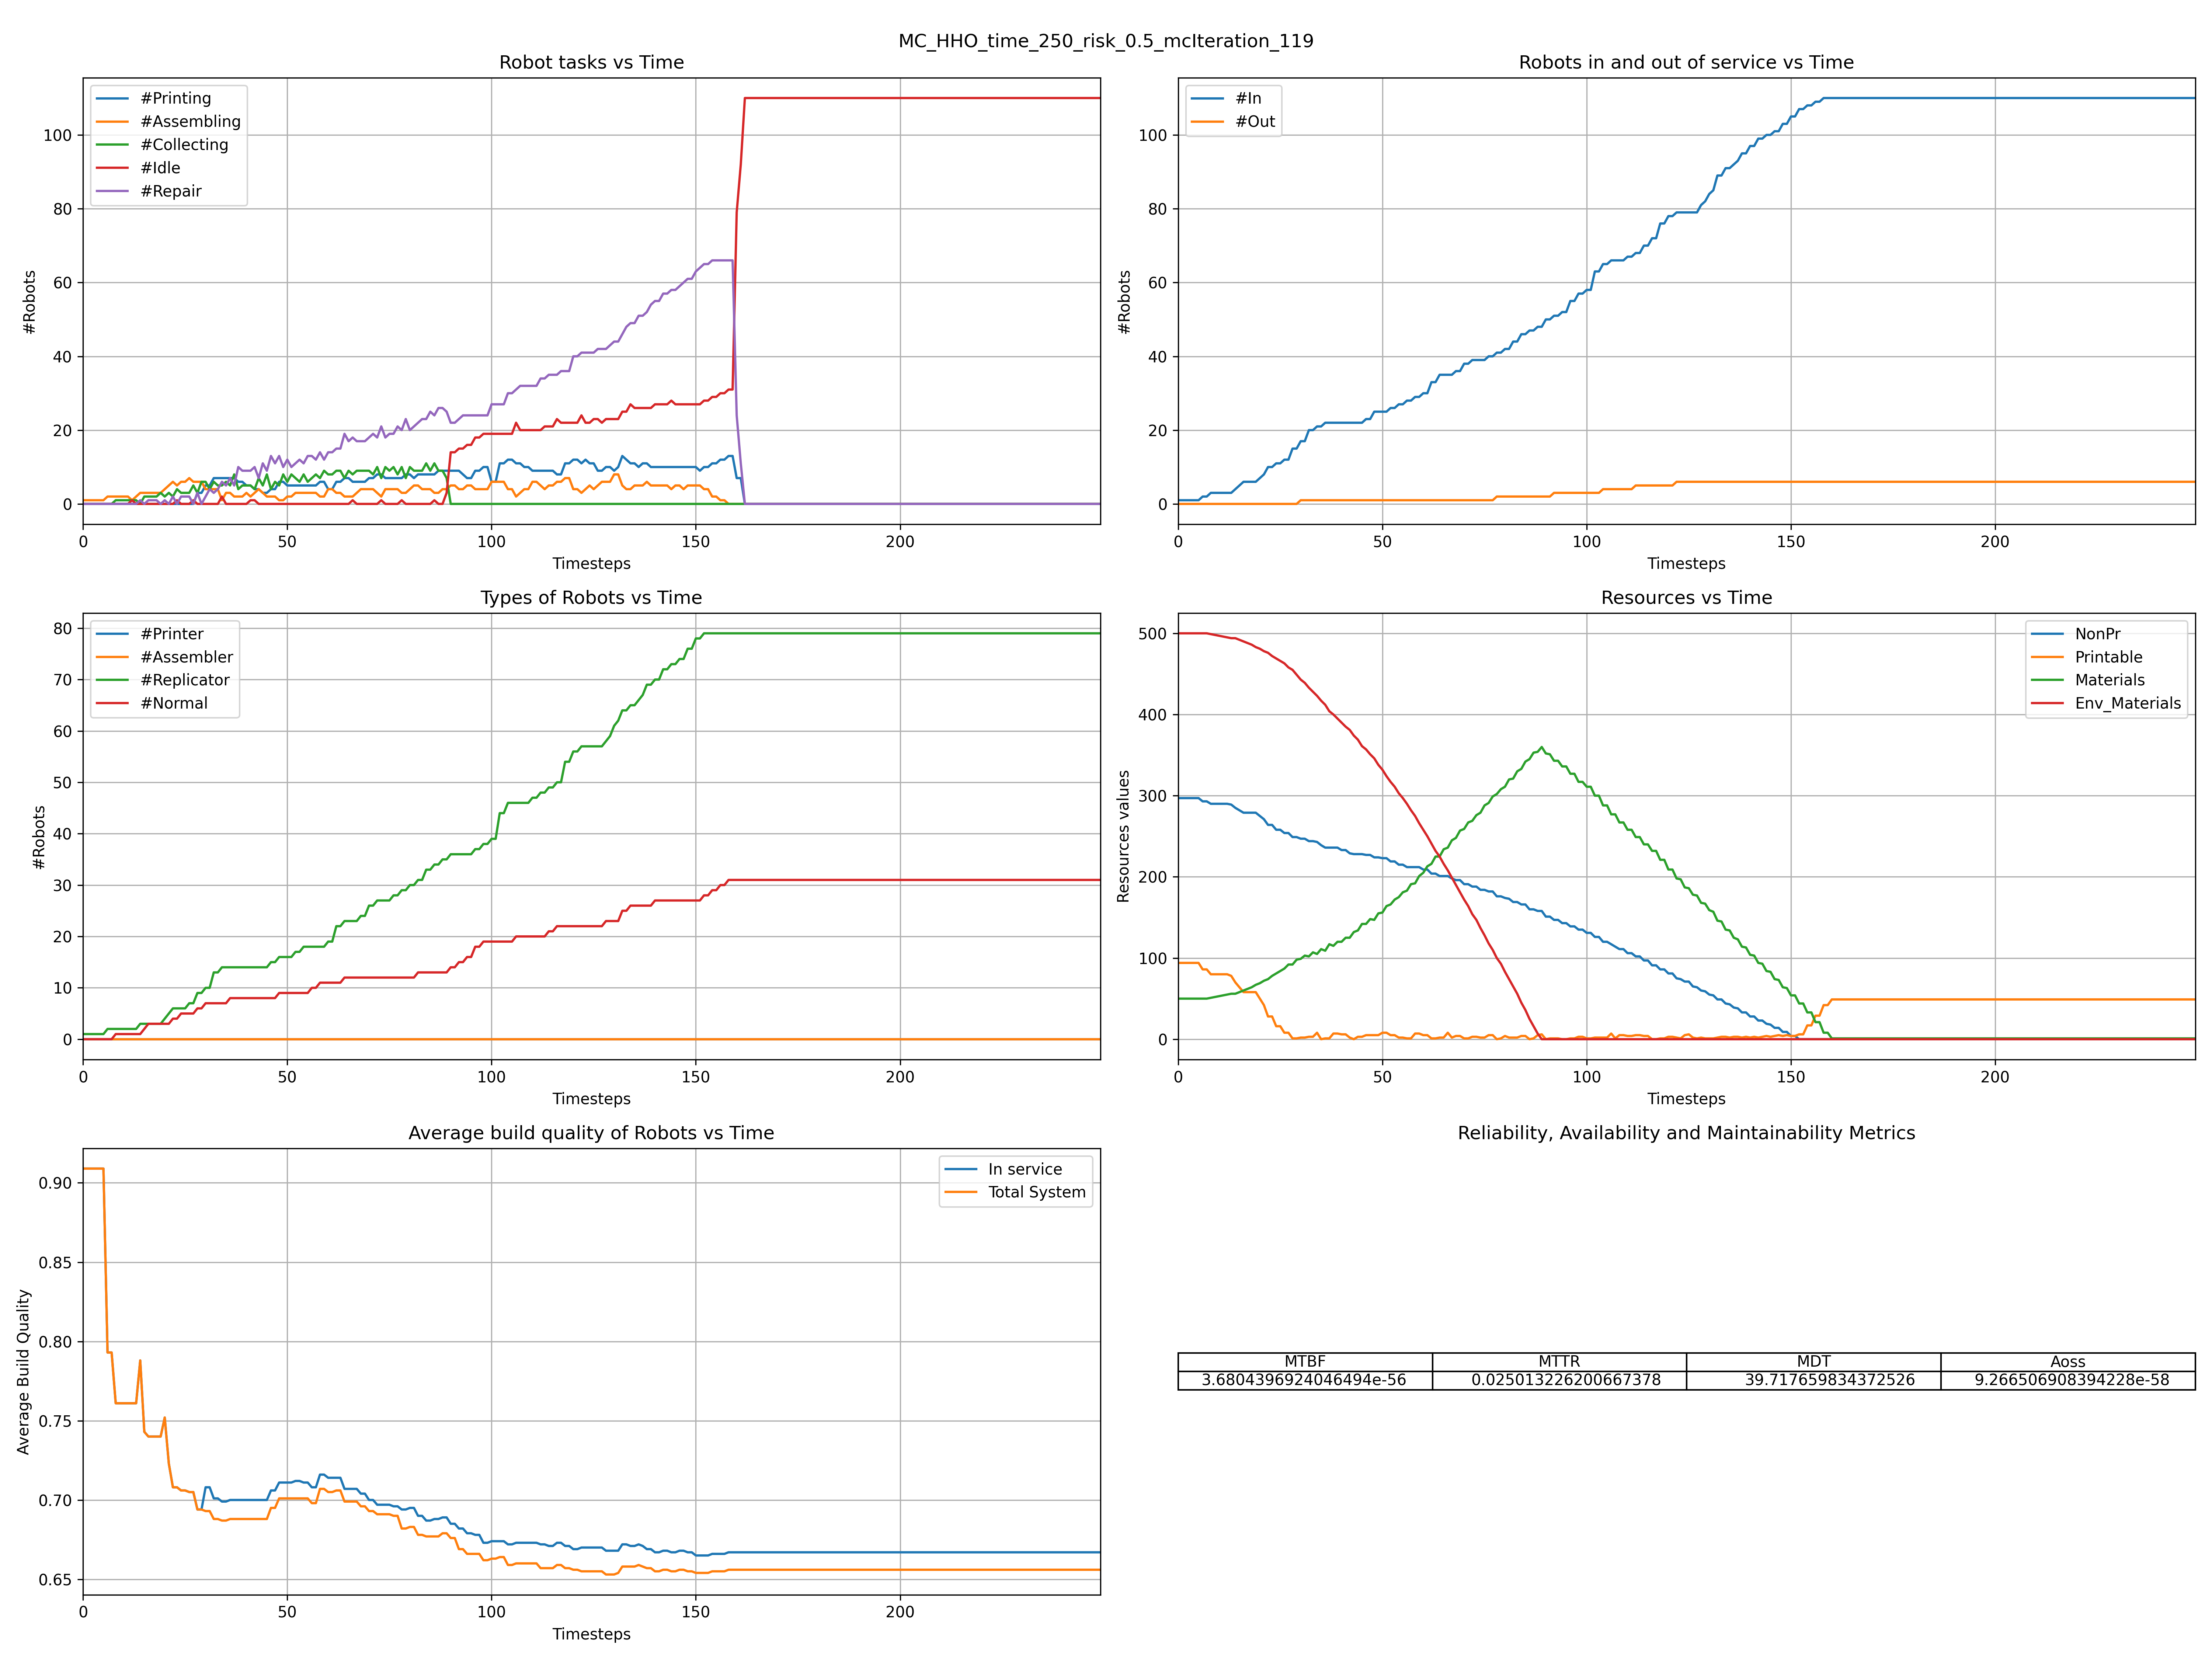 MC_HHO_time_250_risk_0.5_mcIteration_119
Robot tasks vs Time
#Printing
#Assembling
#Collecting
#Idle
#Repair
#Robots
100
80
60
40
20
0
0 50 100 150 200
Timesteps
Robots in and out of service vs Time
#In
#Out
#Robots
100
80
60
40
20
0
0 50 100 150 200
Timesteps
Types of Robots vs Time
#Printer
#Assembler
#Replicator
#Normal
#Robots
80
70
60
50
40
30
20
10
0
0 50 100 150 200
Timesteps
Resources vs Time
NonPr
Printable
Materials
Env_Materials
Resources values
500
400
300
200
100
0
0 50 100 150 200
Timesteps
Average build quality of Robots vs Time
In service
Total System
Average Build Quality
0.90
0.85
0.80
0.75
0.70
0.65
0 50 100 150 200
Timesteps
Reliability, Availability and Maintainability Metrics
MTBF MTTR MDT Aoss
3.6804396924046494e-56 0.025013226200667378 39.717659834372526 9.266506908394228e-58